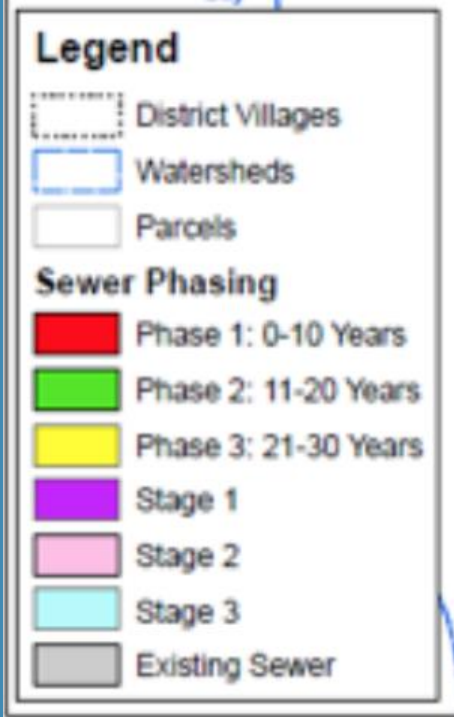 Legend
District Villages
Watersheds
Parcels
Sewer Phasing
Phase 1: 0-10 Years
Phase 2: 11-20 Years
Phase 3: 21-30 Years
Stage 1
Stage 2
Stage 3
Existing Sewer